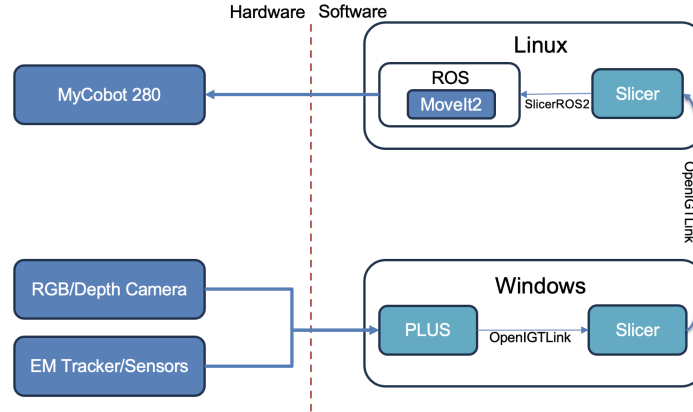 Hardware
Software
Linux
ROS
MoveIt2
SlicerROS2
Slicer
MyCobot 280
OpenIGTLink
RGB/Depth Camera
EM Tracker/Sensors
Windows
PLUS
OpenIGTLink
Slicer